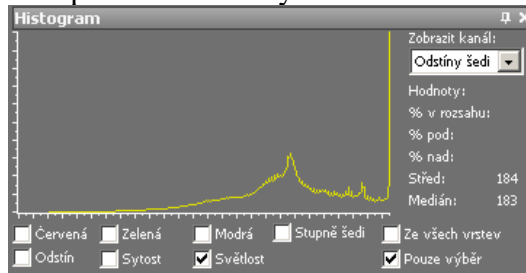 Histogram
Zobrazit kanál:
Odstíny šedi
Hodnoty:
% v rozsahu:
% pod:
% nad:
Střed: 184
Medián: 183
Červená Zelená Modrá Stupně šedi Ze všech vrstev
Odstín Sytost Světlost Pouze výběr